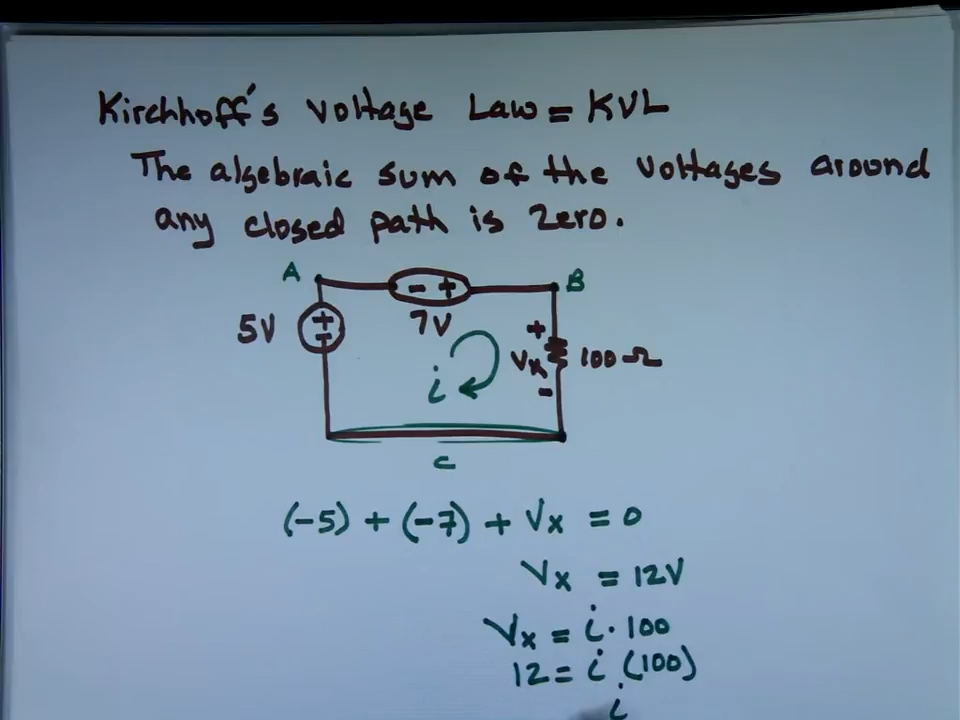 Kirchhoff's Voltage Law = KVL
The algebraic sum of the voltages around
any closed path is Zero.
A
- +
B
5V
+
-
7V
+
Vx
-
100Ω
i
C
(-5) + (-7) + Vx = 0
Vx = 12V
Vx = i · 100
12 = i (100)
i